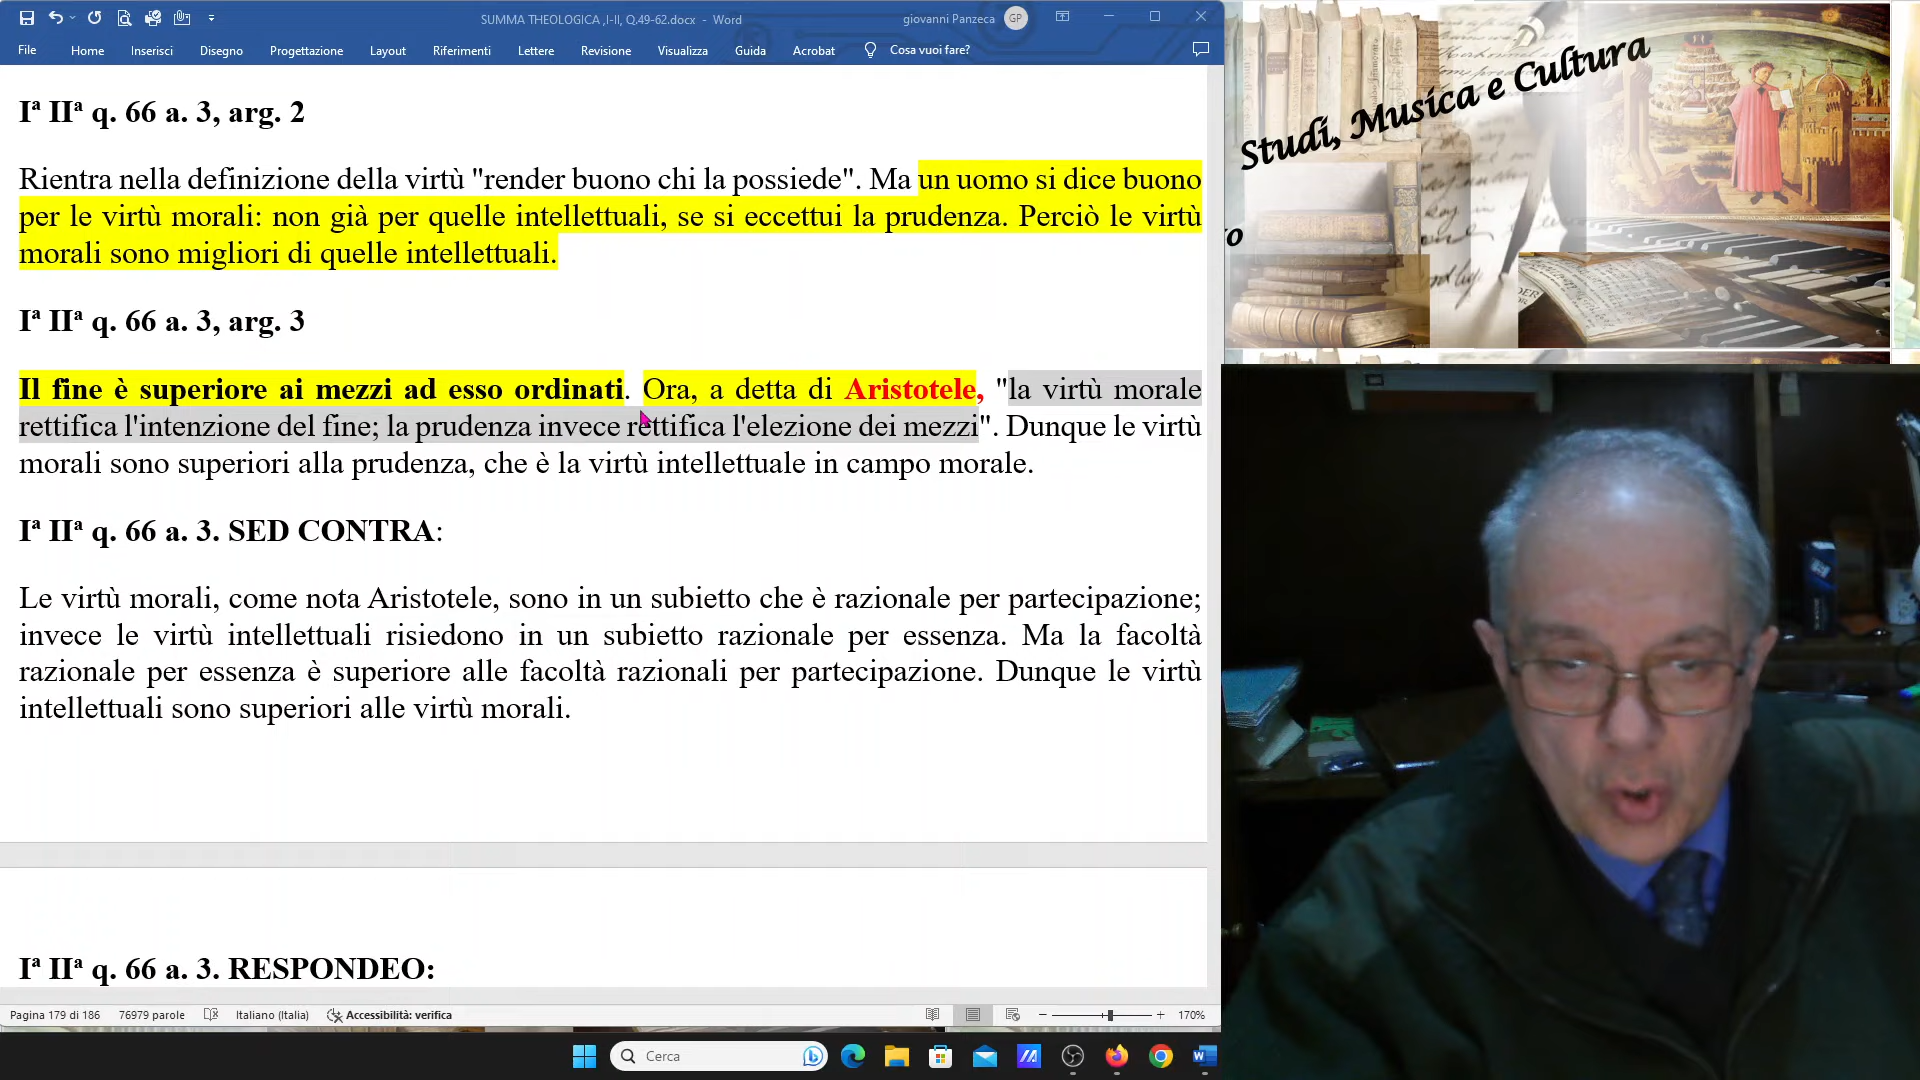 SUMMA THEOLOGICA ,I-II, Q.49-62.docx - Word
giovanni Panzeca GP
File Home Inserisci Disegno Progettazione Layout Riferimenti Lettere Revisione Visualizza Guida Acrobat Cosa vuoi fare?
Iª IIª q. 66 a. 3, arg. 2
Rientra nella definizione della virtù "render buono chi la possiede". Ma un uomo si dice buono
per le virtù morali: non già per quelle intellettuali, se si eccettui la prudenza. Perciò le virtù
morali sono migliori di quelle intellettuali.
Iª IIª q. 66 a. 3, arg. 3
Il fine è superiore ai mezzi ad esso ordinati. Ora, a detta di Aristotele, "la virtù morale
rettifica l'intenzione del fine; la prudenza invece rettifica l'elezione dei mezzi". Dunque le virtù
morali sono superiori alla prudenza, che è la virtù intellettuale in campo morale.
Iª IIª q. 66 a. 3. SED CONTRA:
Le virtù morali, come nota Aristotele, sono in un subietto che è razionale per partecipazione;
invece le virtù intellettuali risiedono in un subietto razionale per essenza. Ma la facoltà
razionale per essenza è superiore alle facoltà razionali per partecipazione. Dunque le virtù
intellettuali sono superiori alle virtù morali.
Iª IIª q. 66 a. 3. RESPONDEO:
Pagina 179 di 186 76979 parole Italiano (Italia) Accessibilità: verifica 170%
Cerca
Studi, Musica e Cultura